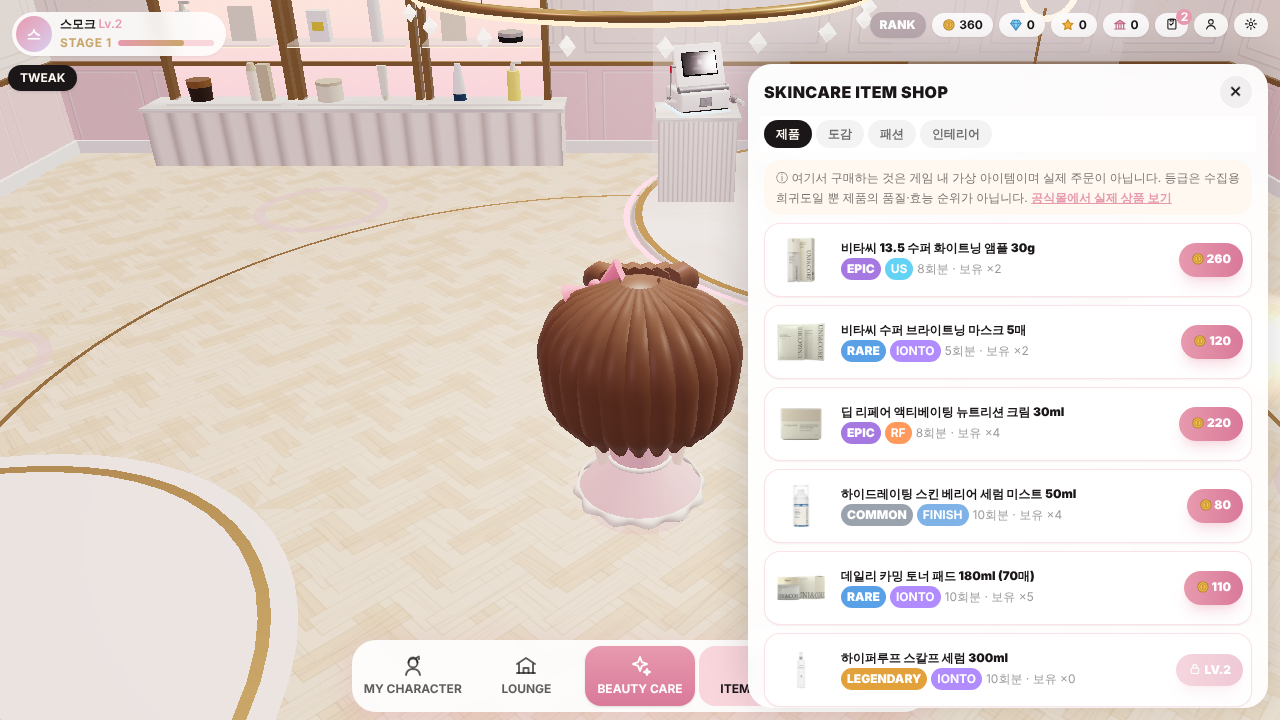 스
스모크 Lv.2
STAGE 1
TWEAK
RANK
360
0
0
0
2
SKINCARE ITEM SHOP
제품
도감
패션
인테리어
ⓘ 여기서 구매하는 것은 게임 내 가상 아이템이며 실제 주문이 아닙니다. 등급은 수집용
희귀도일 뿐 제품의 품질·효능 순위가 아닙니다. 공식몰에서 실제 상품 보기
비타씨 13.5 수퍼 화이트닝 앰플 30g
EPIC US 8회분 · 보유 ×2
260
비타씨 수퍼 브라이트닝 마스크 5매
RARE IONTO 5회분 · 보유 ×2
120
딥 리페어 액티베이팅 뉴트리션 크림 30ml
EPIC RF 8회분 · 보유 ×4
220
하이드레이팅 스킨 베리어 세럼 미스트 50ml
COMMON FINISH 10회분 · 보유 ×4
80
데일리 카밍 토너 패드 180ml (70매)
RARE IONTO 10회분 · 보유 ×5
110
하이퍼루프 스칼프 세럼 300ml
LEGENDARY IONTO 10회분 · 보유 ×0
LV.2
MY CHARACTER
LOUNGE
BEAUTY CARE
ITEM